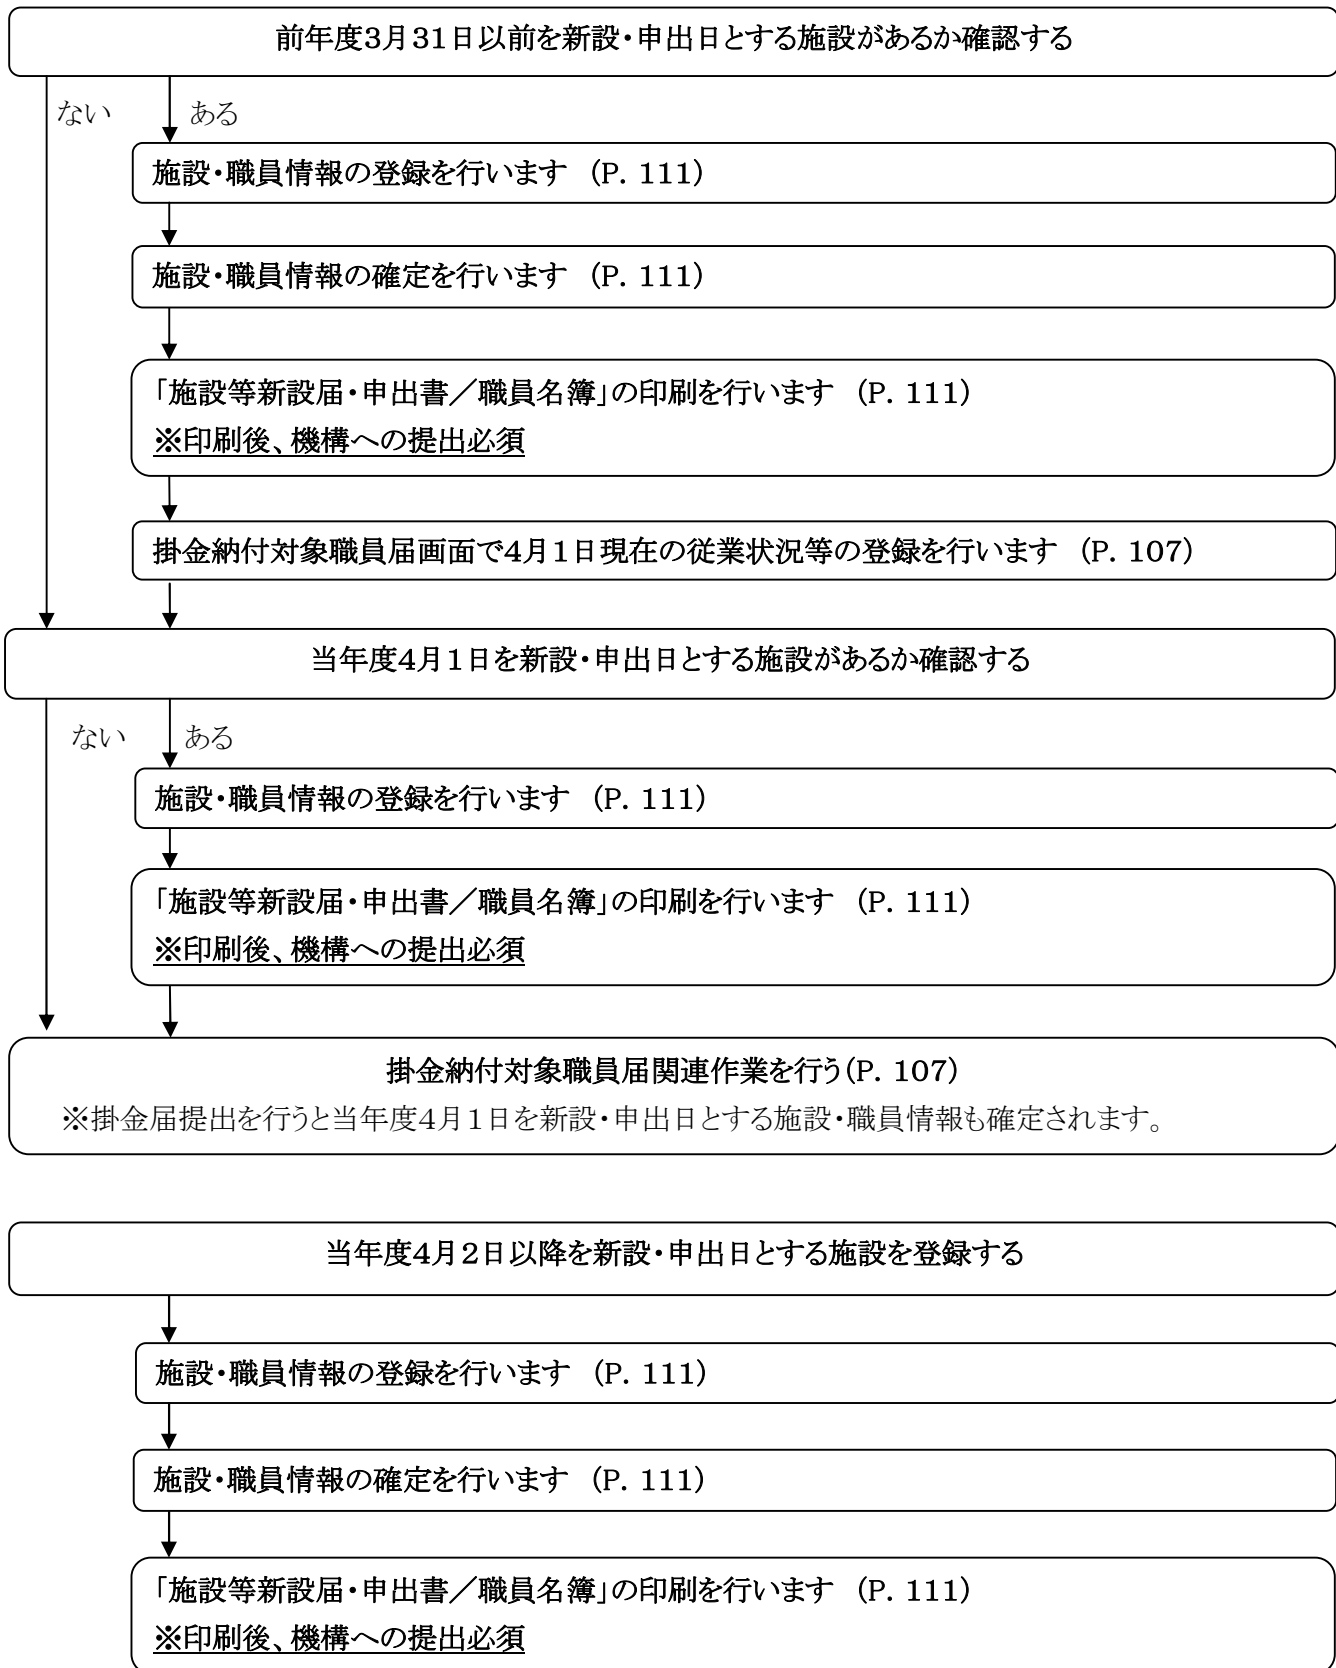 前年度3月31日以前を新設・申出日とする施設があるか確認する
ない ある
施設・職員情報の登録を行います (P. 111)
施設・職員情報の確定を行います (P. 111)
「施設等新設届・申出書／職員名簿」の印刷を行います (P. 111)
※印刷後、機構への提出必須
掛金納付対象職員届画面で4月1日現在の従業状況等の登録を行います (P. 107)
当年度4月1日を新設・申出日とする施設があるか確認する
ない ある
施設・職員情報の登録を行います (P. 111)
「施設等新設届・申出書／職員名簿」の印刷を行います (P. 111)
※印刷後、機構への提出必須
掛金納付対象職員届関連作業を行う(P. 107)
※掛金届提出を行うと当年度4月1日を新設・申出日とする施設・職員情報も確定されます。
当年度4月2日以降を新設・申出日とする施設を登録する
施設・職員情報の登録を行います (P. 111)
施設・職員情報の確定を行います (P. 111)
「施設等新設届・申出書／職員名簿」の印刷を行います (P. 111)
※印刷後、機構への提出必須